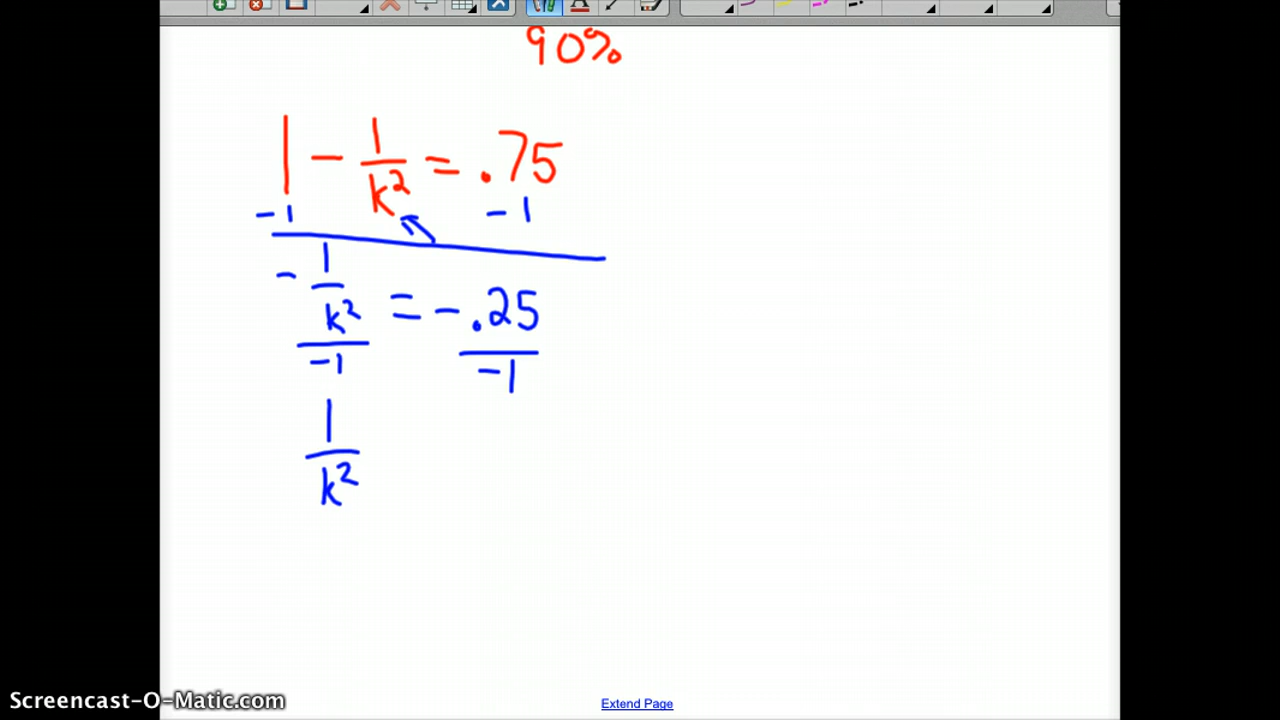 90%
1 - 1/k² = .75
-1 -1
- 1/k² = - .25
-1 -1
1/k²
Extend Page
Screencast-O-Matic.com